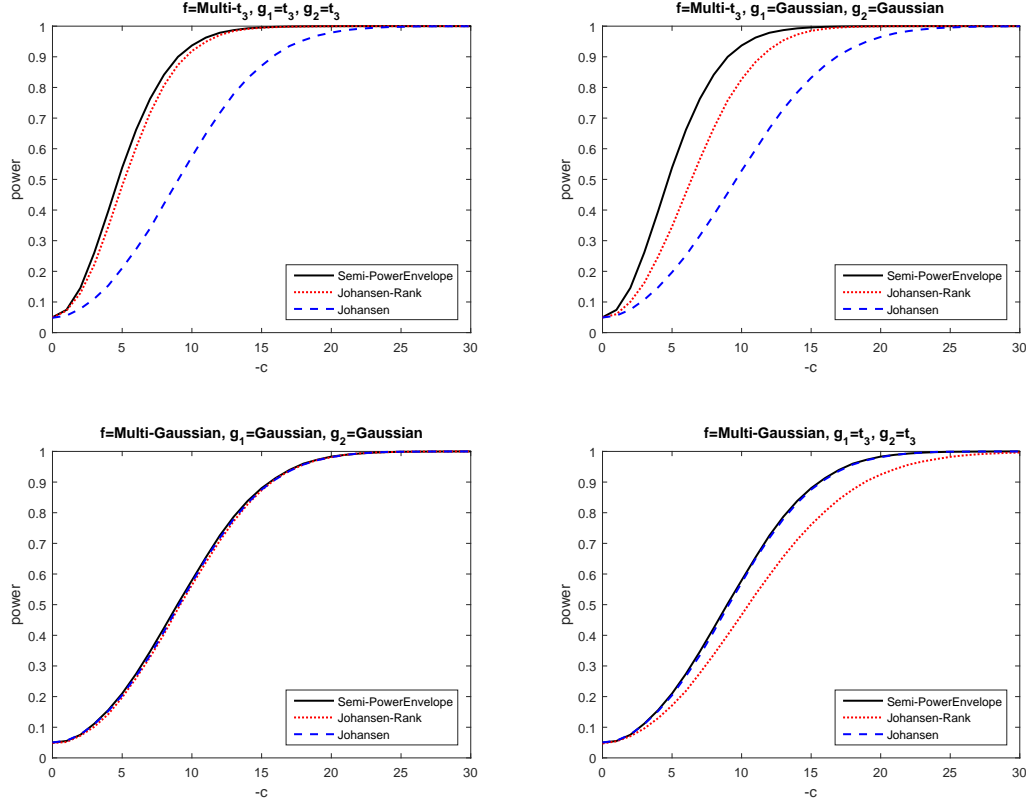 f=Multi-t3, g1=t3, g2=t3
1
0.9
0.8
0.7
0.6
0.5
0.4
0.3
0.2
0.1
0
power
Semi-PowerEnvelope
Johansen-Rank
Johansen
0 5 10 15 20 25 30
-c
f=Multi-t3, g1=Gaussian, g2=Gaussian
1
0.9
0.8
0.7
0.6
0.5
0.4
0.3
0.2
0.1
0
power
Semi-PowerEnvelope
Johansen-Rank
Johansen
0 5 10 15 20 25 30
-c
f=Multi-Gaussian, g1=Gaussian, g2=Gaussian
1
0.9
0.8
0.7
0.6
0.5
0.4
0.3
0.2
0.1
0
power
Semi-PowerEnvelope
Johansen-Rank
Johansen
0 5 10 15 20 25 30
-c
f=Multi-Gaussian, g1=t3, g2=t3
1
0.9
0.8
0.7
0.6
0.5
0.4
0.3
0.2
0.1
0
power
Semi-PowerEnvelope
Johansen-Rank
Johansen
0 5 10 15 20 25 30
-c